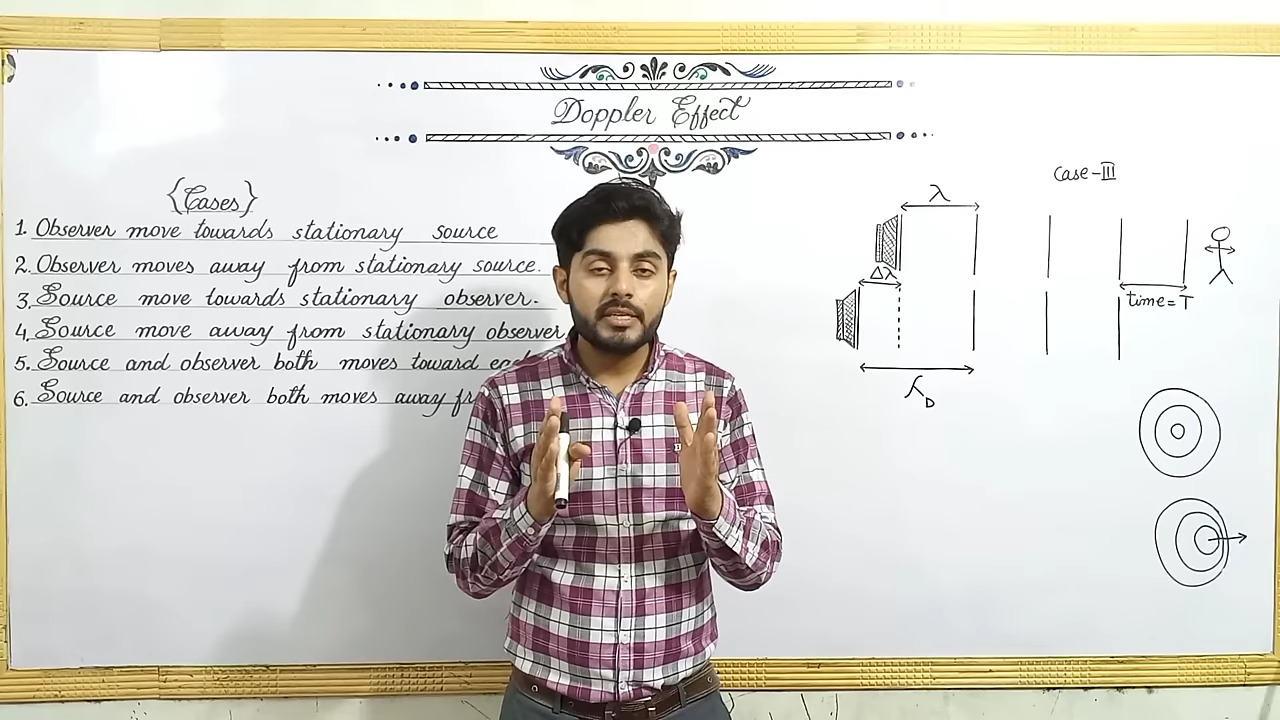 Doppler Effect
{Cases}
1. Observer move towards stationary source
2. Observer moves away from stationary source.
3. Source move towards stationary observer.
4. Source move away from stationary observer
5. Source and observer both moves toward
6. Source and observer both moves away
Case-III
λ
Δλ
time=T
λD